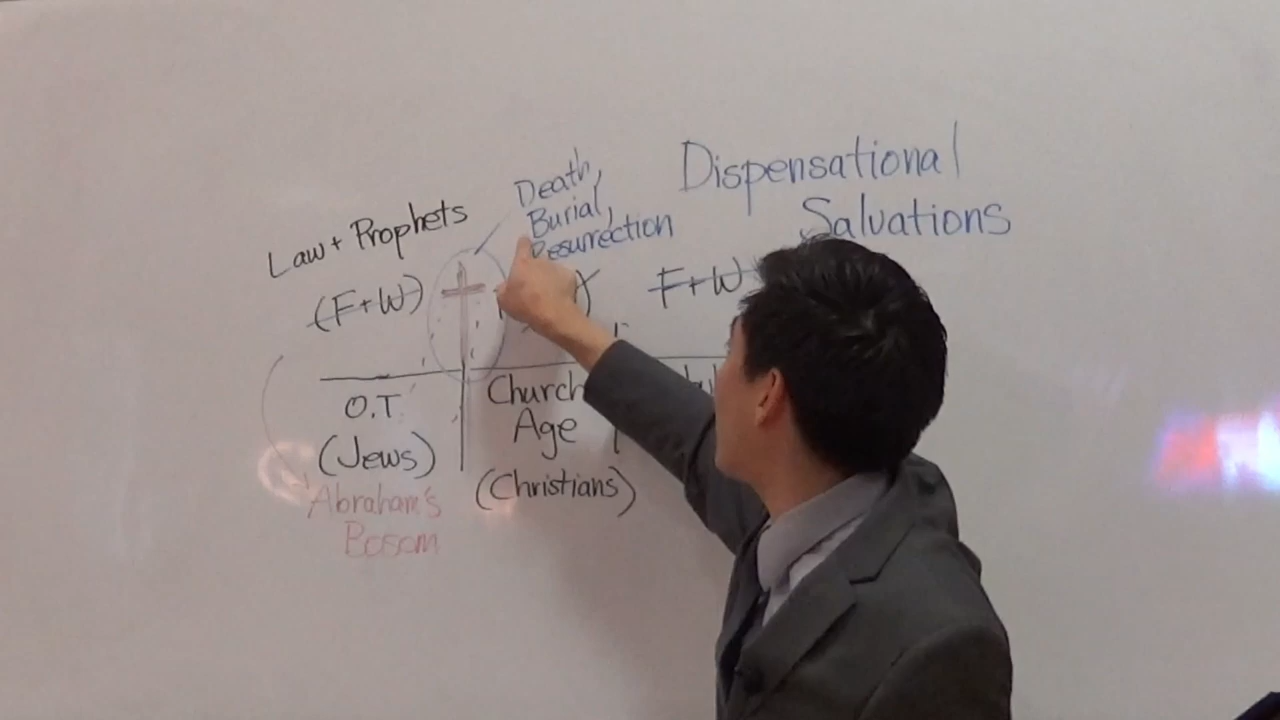 Dispensational
Salvations
Death,
Burial,
Resurrection
Law + Prophets
(F+W)
F+W
O.T.
(Jews)
Abraham's
Bosom
Church
Age
(Christians)